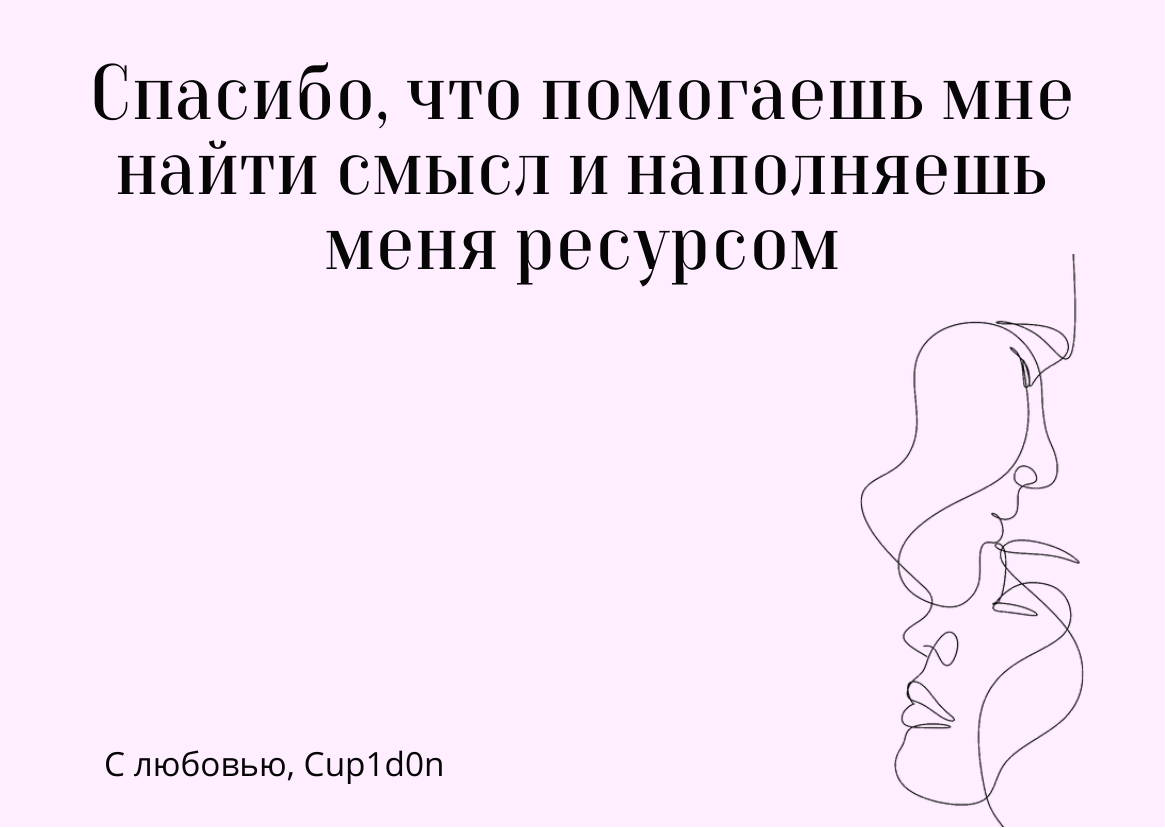 Спасибо, что помогаешь мне
найти смысл и наполняешь
меня ресурсом
С любовью, Cup1d0n